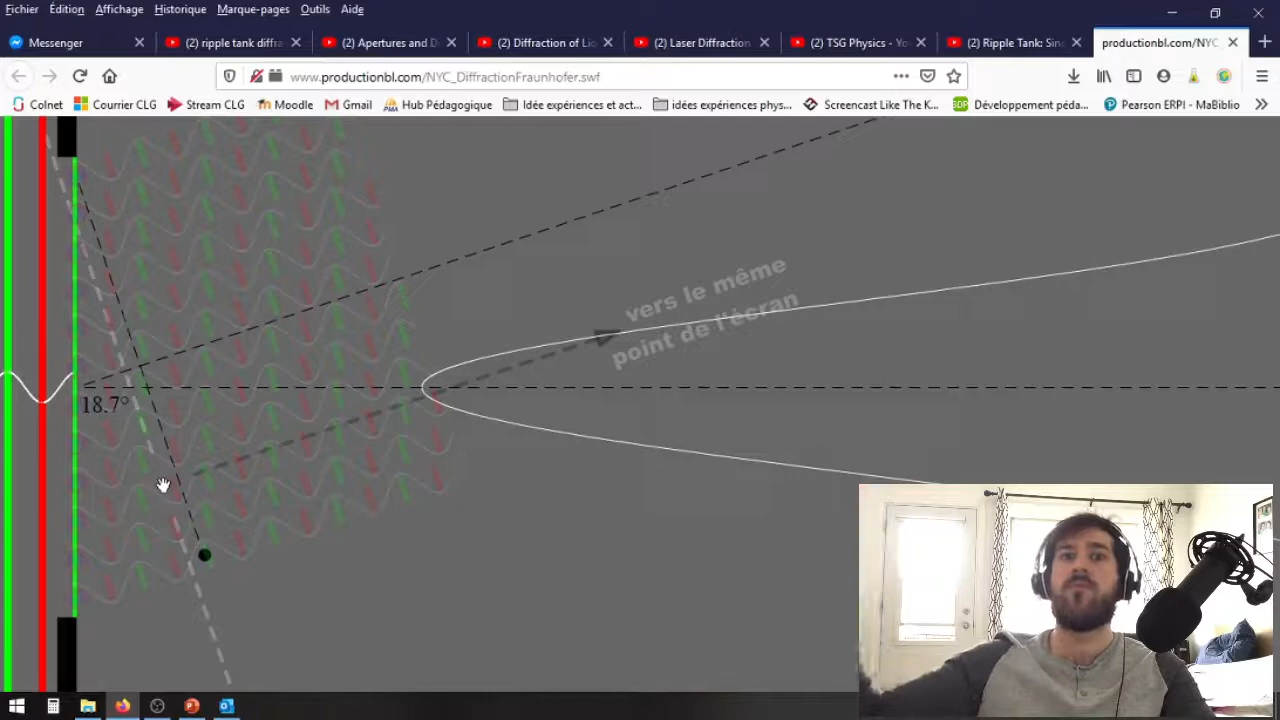 Fichier Édition Affichage Historique Marque-pages Outils Aide
Messenger (2) ripple tank diffra (2) Apertures and D (2) Diffraction of Li (2) Laser Diffraction (2) TSG Physics - Yo (2) Ripple Tank: Sin productionbl.com/NYC_
www.productionbl.com/NYC_DiffractionFraunhofer.swf
Colnet Courrier CLG Stream CLG Moodle Gmail Hub Pédagogique Idée expériences et act... idées expériences phys... Screencast Like The K... Développement péda... Pearson ERPI - MaBiblio
vers le même
point de l'écran
18.7°